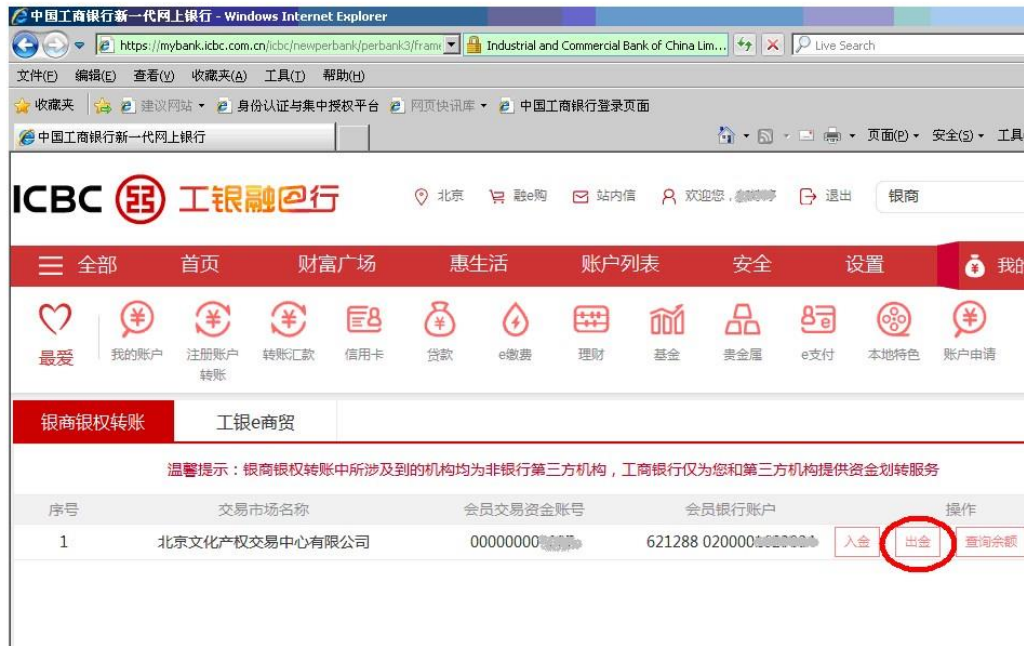 中国工商银行新一代网上银行 - Windows Internet Explorer
https://mybank.icbc.com.cn/icbc/newperbank/perbank3/frame Industrial and Commercial Bank of China Lim... Live Search
文件(F) 编辑(E) 查看(V) 收藏夹(A) 工具(T) 帮助(H)
收藏夹 建议网站 身份认证与集中授权平台 网页快讯库 中国工商银行登录页面
中国工商银行新一代网上银行 页面(P) 安全(S) 工具
ICBC 工银融e行 北京 融e购 站内信 欢迎您, 退出 银商
全部 首页 财富广场 惠生活 账户列表 安全 设置 我的
最爱 我的账户 注册账户 转账汇款 信用卡 贷款 e缴费 理财 基金 贵金属 e支付 本地特色 账户申请
转账
银商银权转账 工银e商贸
温馨提示：银商银权转账中所涉及到的机构均为非银行第三方机构，工商银行仅为您和第三方机构提供资金划转服务
序号 交易市场名称 会员交易资金账号 会员银行账户 操作
1 北京文化产权交易中心有限公司 00000000 621288 020000 入金 出金 查询余额